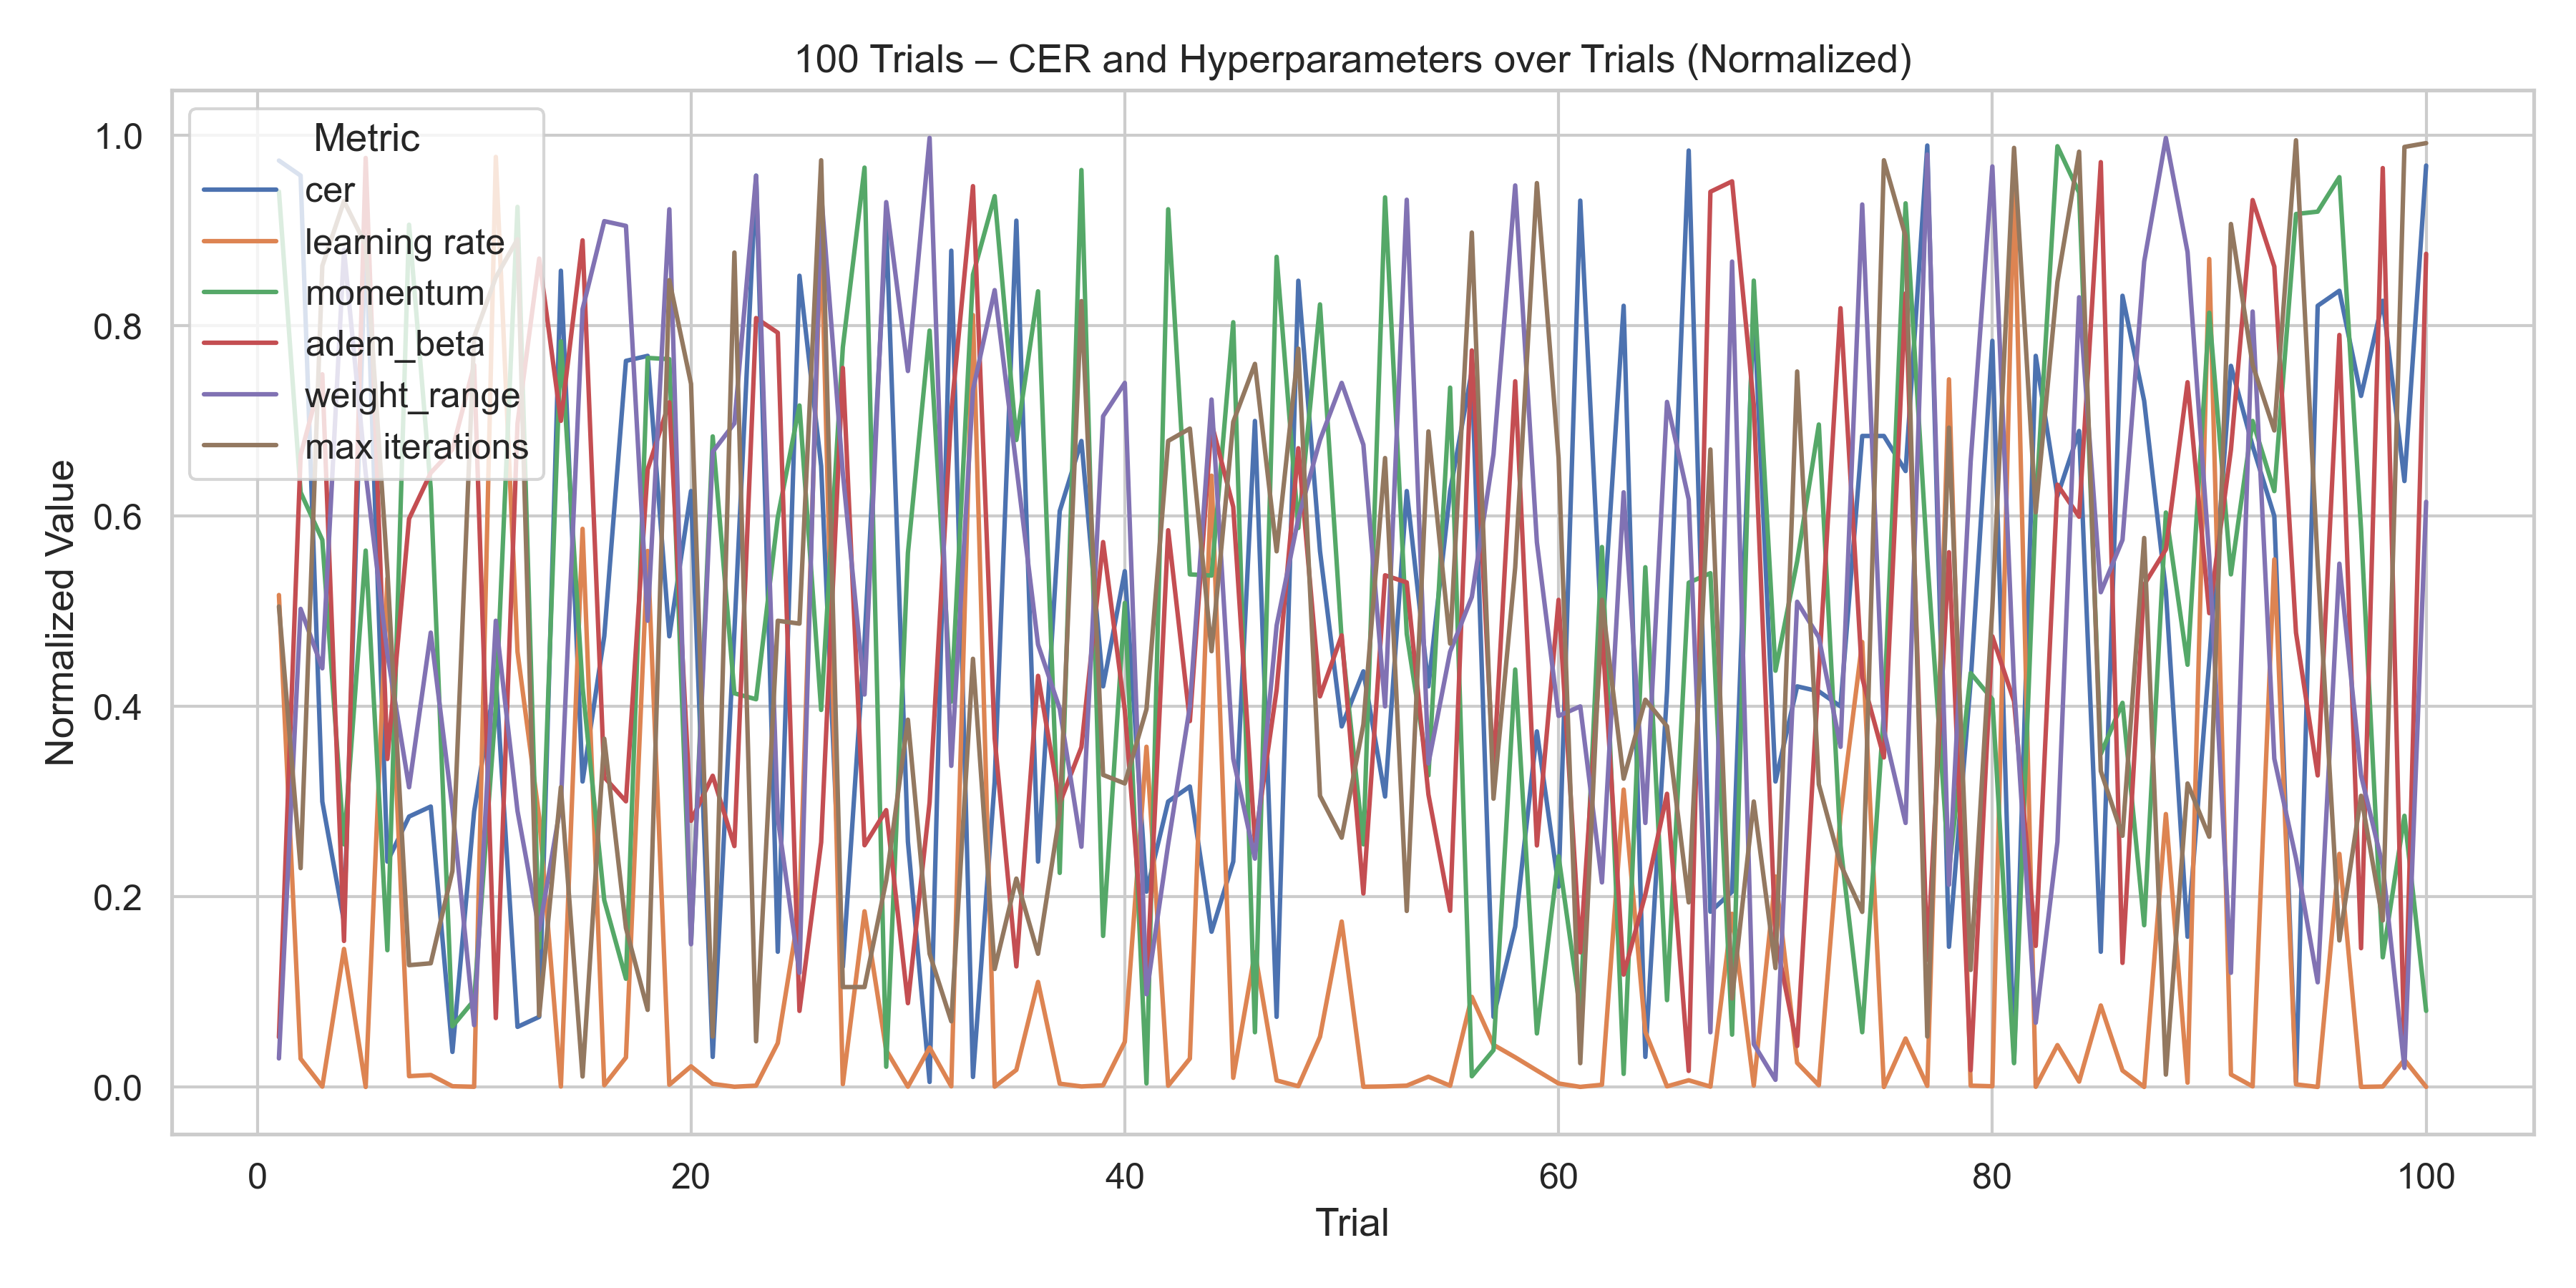 100 Trials – CER and Hyperparameters over Trials (Normalized)
Metric
cer
learning rate
momentum
adem_beta
weight_range
max iterations
Normalized Value
1.0
0.8
0.6
0.4
0.2
0.0
0 20 40 60 80 100
Trial